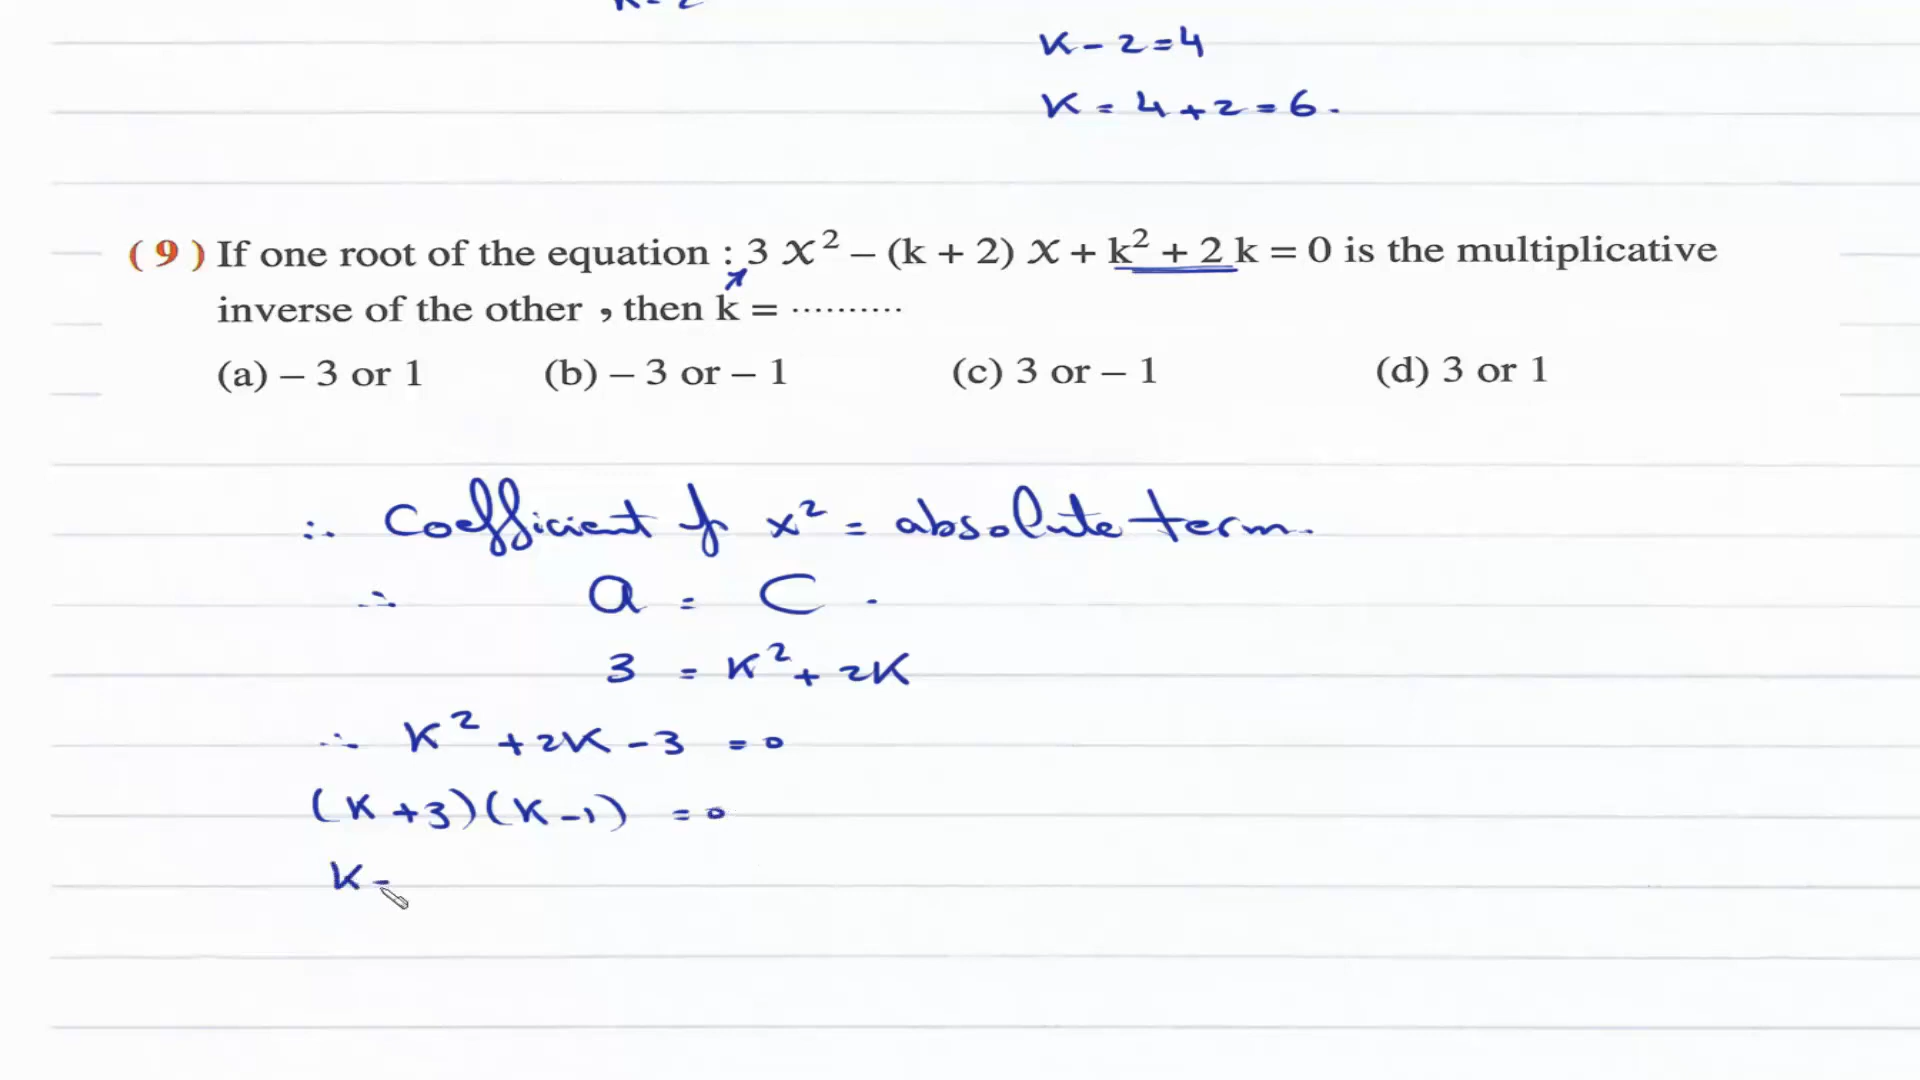 K - 2 = 4
K = 4 + 2 = 6.
( 9 ) If one root of the equation : 3 x² – (k + 2) x + k² + 2 k = 0 is the multiplicative
inverse of the other , then k = ··········
(a) – 3 or 1 (b) – 3 or – 1 (c) 3 or – 1 (d) 3 or 1
∴ Coefficient of x² = absolute term.
∴ a = C .
3 = K² + 2K
∴ K² + 2K - 3 = 0
(K + 3)(K - 1) = 0
K -